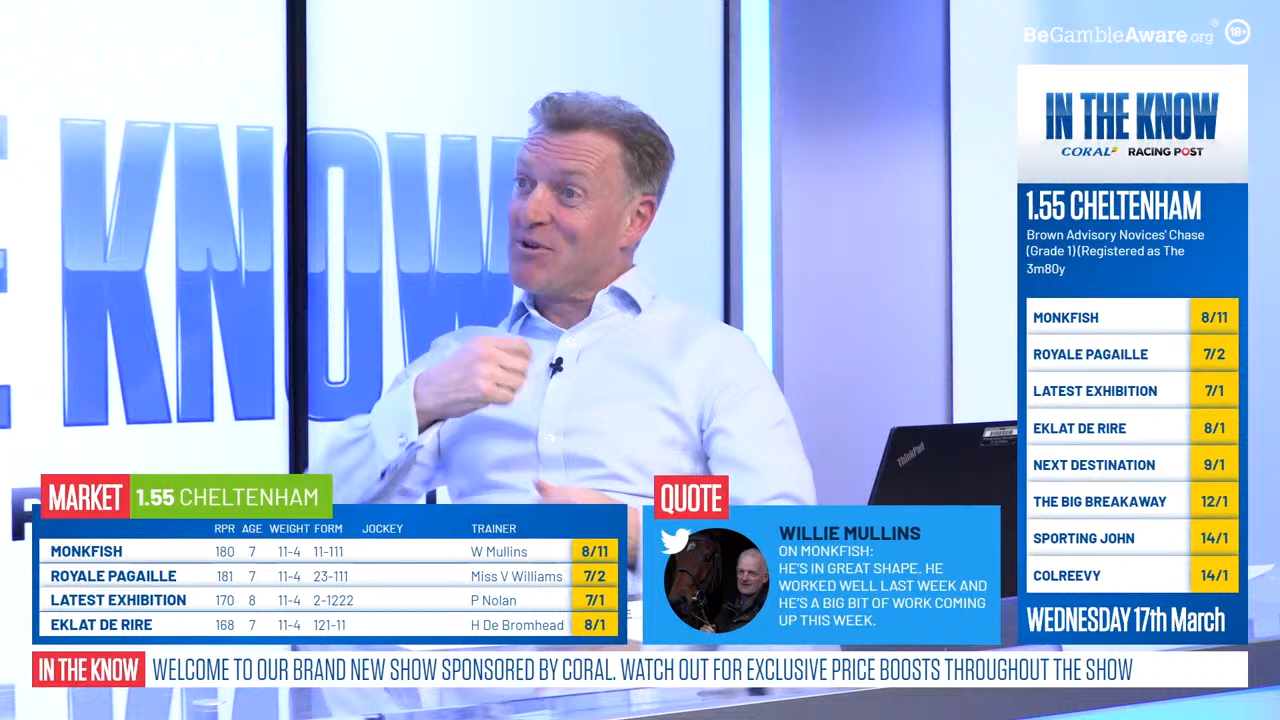 BeGambleAware.org® 18+
IN THE KNOW
CORAL RACING POST
1.55 CHELTENHAM
Brown Advisory Novices' Chase
(Grade 1) (Registered as The
3m80y
MONKFISH 8/11
ROYALE PAGAILLE 7/2
LATEST EXHIBITION 7/1
EKLAT DE RIRE 8/1
NEXT DESTINATION 9/1
THE BIG BREAKAWAY 12/1
SPORTING JOHN 14/1
COLREEVY 14/1
WEDNESDAY 17th March
KNOW
ThinkPad
MARKET 1.55 CHELTENHAM
RPR AGE WEIGHT FORM JOCKEY TRAINER
MONKFISH 180 7 11-4 11-111 W Mullins 8/11
ROYALE PAGAILLE 181 7 11-4 23-111 Miss V Williams 7/2
LATEST EXHIBITION 170 8 11-4 2-1222 P Nolan 7/1
EKLAT DE RIRE 168 7 11-4 121-11 H De Bromhead 8/1
QUOTE
WILLIE MULLINS
ON MONKFISH:
HE'S IN GREAT SHAPE. HE
WORKED WELL LAST WEEK AND
HE'S A BIG BIT OF WORK COMING
UP THIS WEEK.
IN THE KNOW WELCOME TO OUR BRAND NEW SHOW SPONSORED BY CORAL. WATCH OUT FOR EXCLUSIVE PRICE BOOSTS THROUGHOUT THE SHOW